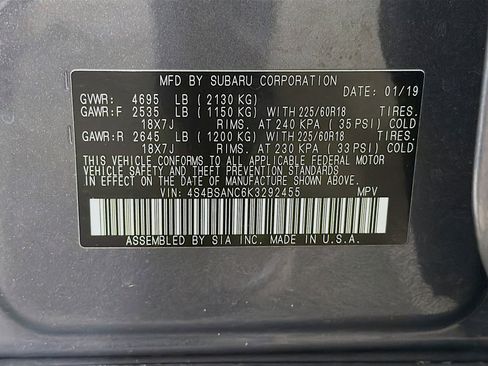 MFD BY SUBARU CORPORATION
DATE: 01/19
GVWR: 4695 LB (2130 KG)
GAWR:F 2535 LB (1150 KG) WITH 225/60R18 TIRES.
18X7J RIMS. AT 240 KPA (35 PSI) COLD
GAWR:R 2645 LB (1200 KG) WITH 225/60R18 TIRES.
18X7J RIMS. AT 230 KPA (33 PSI) COLD
THIS VEHICLE CONFORMS TO ALL APPLICABLE FEDERAL MOTOR
VEHICLE SAFETY AND THEFT PREVENTION STANDARDS IN EFFECT
ON THE DATE OF MANUFACTURE SHOWN ABOVE.
VIN: 4S4BSANC6K3292455 MPV
ASSEMBLED BY SIA INC. MADE IN U.S.A.